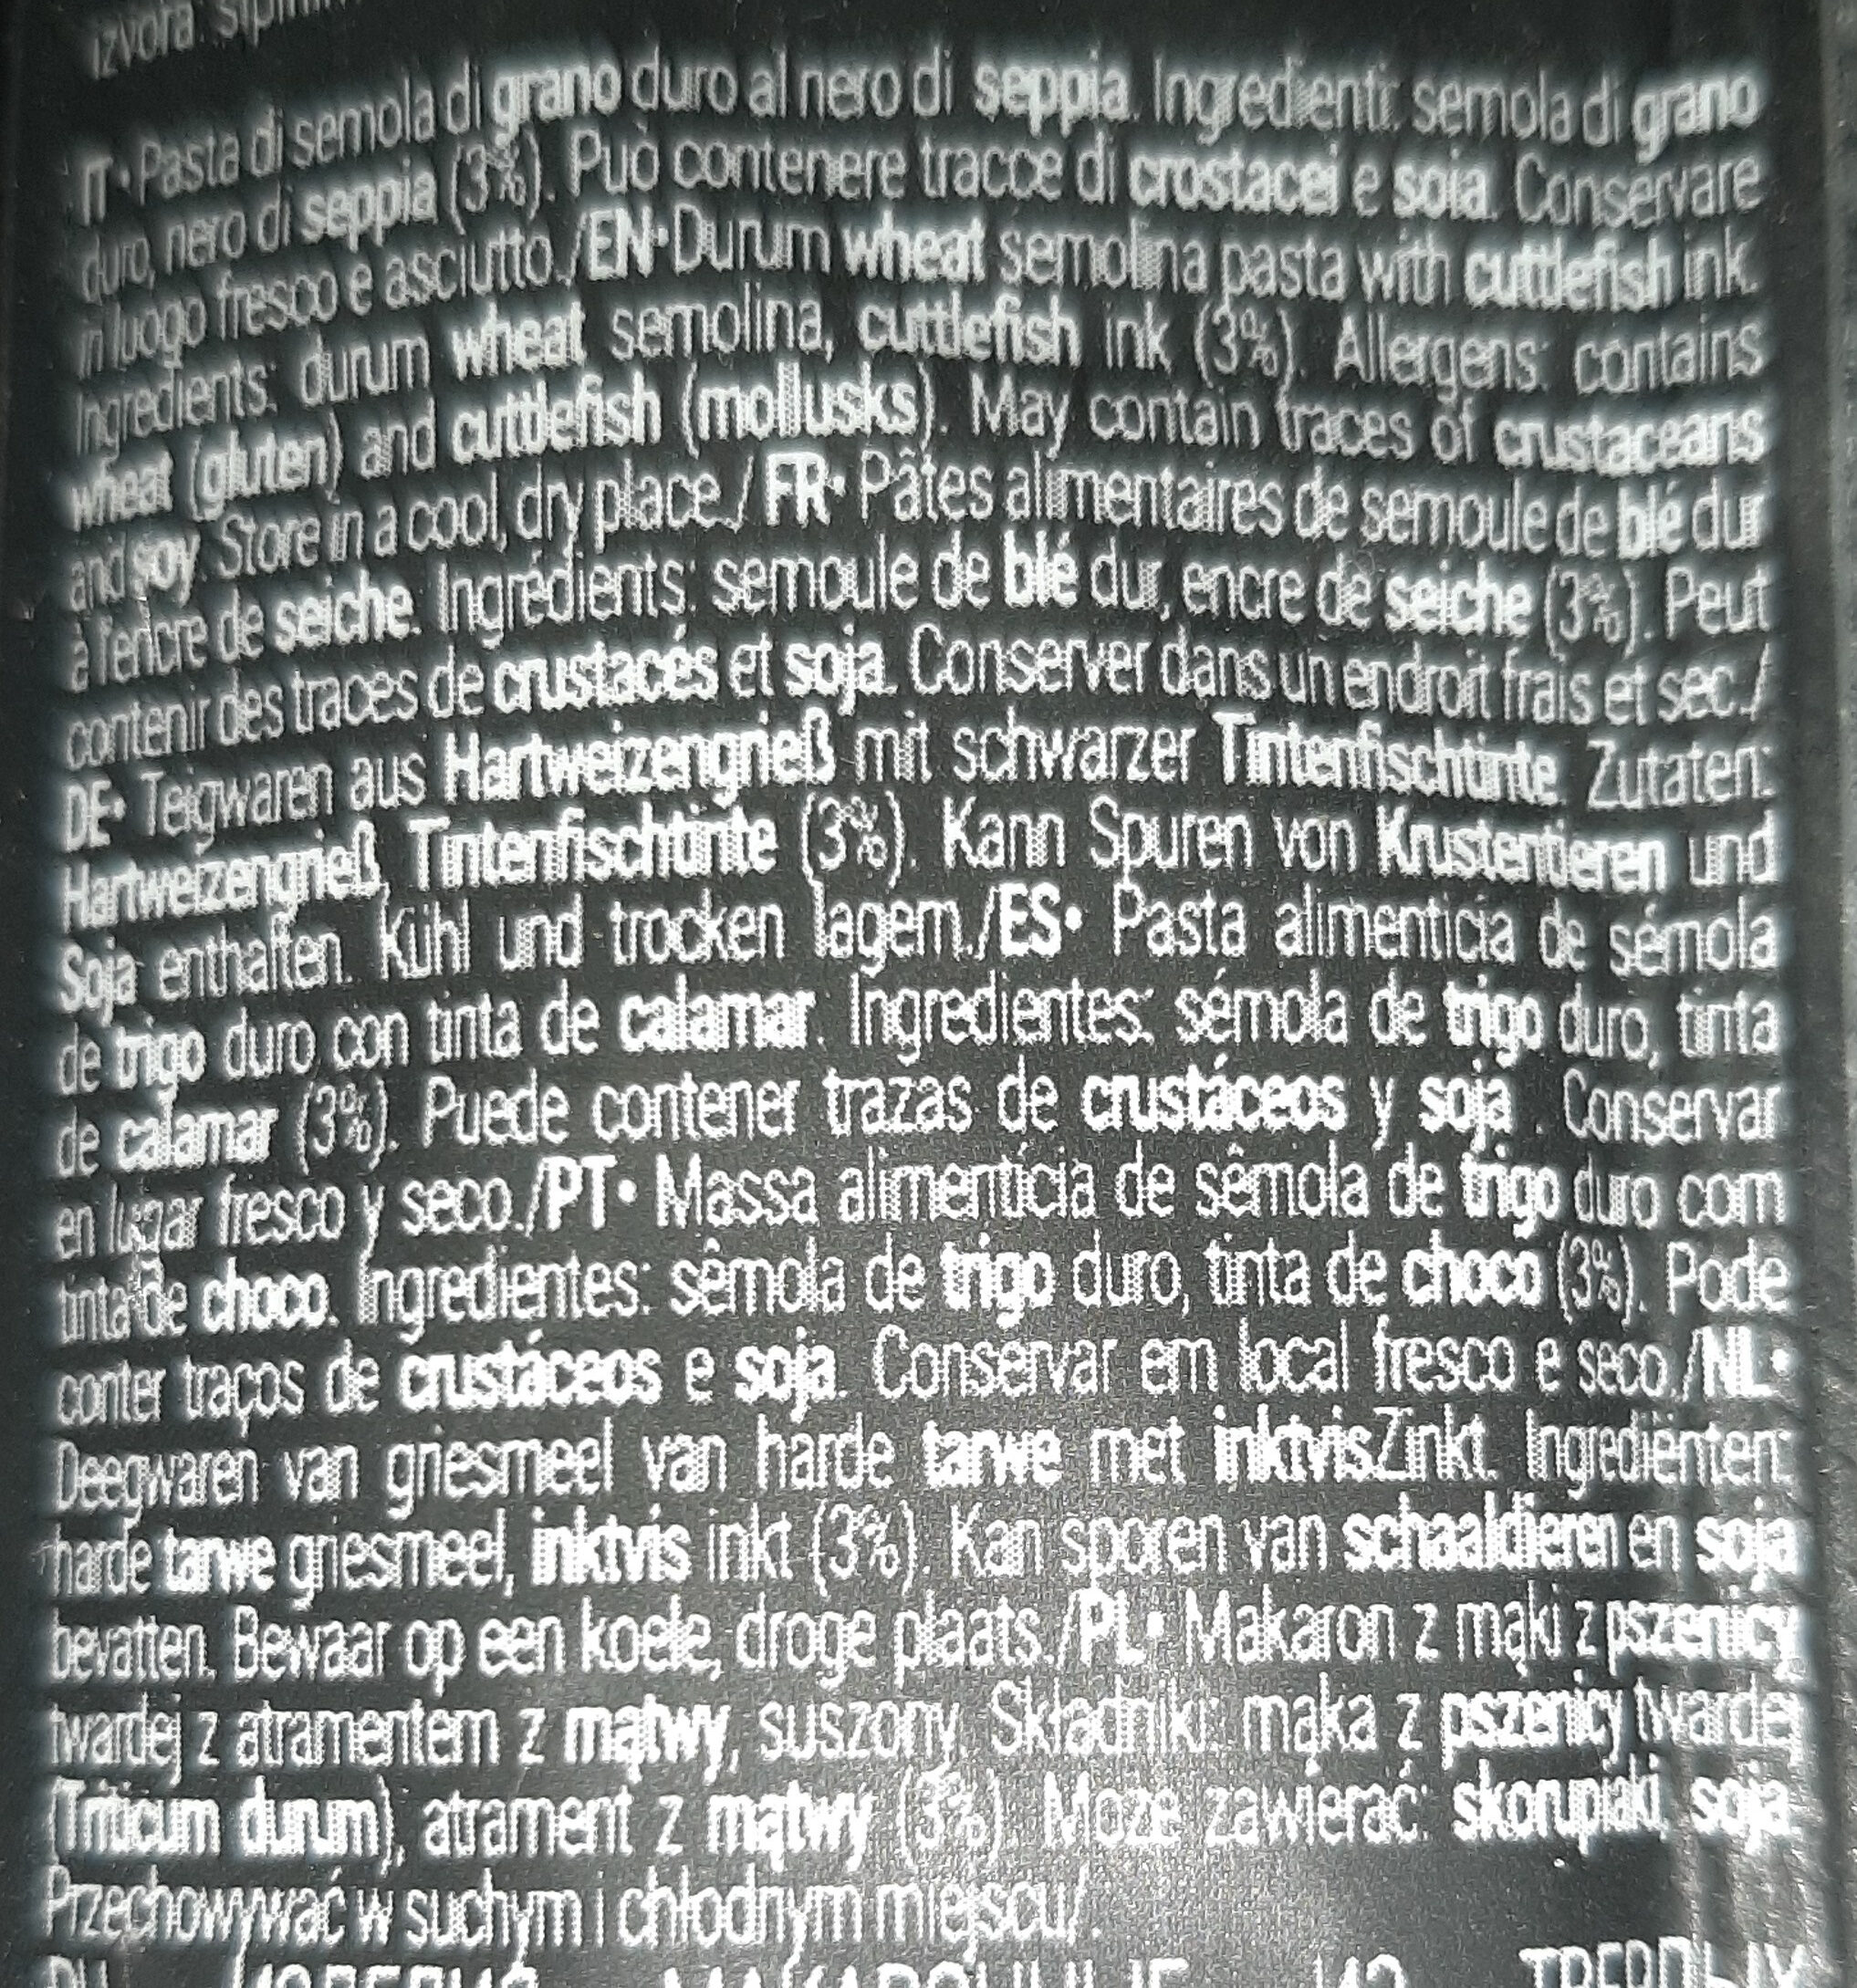 izvora:
IT• Pasta di semola di grano duro al nero di seppia. Ingredienti: semola di grano
duro, nero di seppia (3%). Può contenere tracce di crostacei e soia. Conservare
in luogo fresco e asciutto./EN•Durum wheat semolina pasta with cuttlefish ink.
Ingredients: durum wheat semolina, cuttlefish ink (3%). Allergens: contains
wheat (gluten) and cuttlefish (mollusks). May contain traces of crustaceans
and soy. Store in a cool, dry place./ FR• Pâtes alimentaires de semoule de blé dur
à l'encre de seiche. Ingrédients: semoule de blé dur, encre de seiche (3%). Peut
contenir des traces de crustacés et soja. Conserver dans un endroit frais et sec./
DE• Teigwaren aus Hartweizengrieß mit schwarzer Tintenfischtinte. Zutaten:
Hartweizengrieß, Tintenfischtinte (3%). Kann Spuren von Krustentieren und
Soja enthalten. Kühl und trocken lagern./ES• Pasta alimenticia de sémola
de trigo duro con tinta de calamar. Ingredientes: sémola de trigo duro, tinta
de calamar (3%). Puede contener trazas de crustáceos y soja . Conservar
en lugar fresco y seco./PT• Massa alimentícia de sêmola de trigo duro com
tinta de choco. Ingredientes: sêmola de trigo duro, tinta de choco (3%). Pode
conter traços de crustáceos e soja. Conservar em local fresco e seco./NL•
Deegwaren van griesmeel van harde tarwe met inktvisZinkt. Ingrediënten:
harde tarwe griesmeel, inktvis inkt (3%). Kan sporen van schaaldieren en soja
bevatten. Bewaar op een koele, droge plaats./PL• Makaron z mąki z pszenicy
twardej z atramentem z mątwy, suszony. Składniki: mąka z pszenicy twardej
(Triticum durum), atrament z mątwy (3%). Może zawierać: skorupiaki, soja.
Przechowywać w suchym i chłodnym miejscu/.